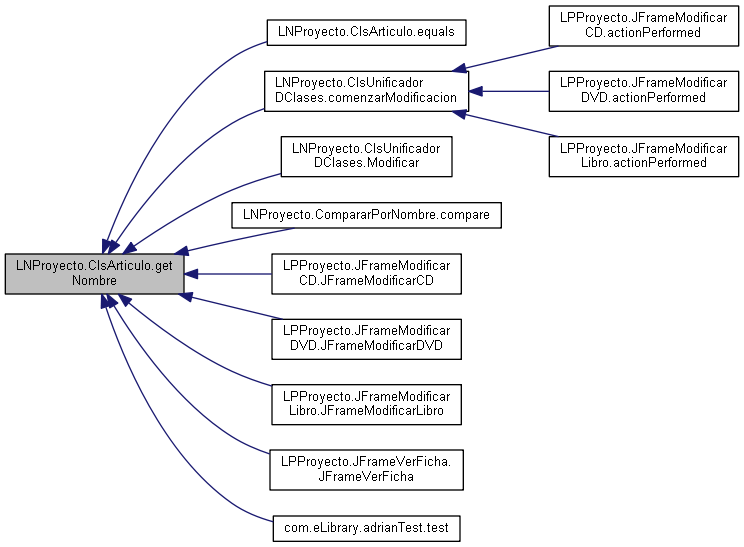 LNProyecto.ClsArticulo.get
Nombre
LNProyecto.ClsArticulo.equals
LNProyecto.ClsUnificador
DClases.comenzarModificacion
LPProyecto.JFrameModificar
CD.actionPerformed
LPProyecto.JFrameModificar
DVD.actionPerformed
LPProyecto.JFrameModificar
Libro.actionPerformed
LNProyecto.ClsUnificador
DClases.Modificar
LNProyecto.CompararPorNombre.compare
LPProyecto.JFrameModificar
CD.JFrameModificarCD
LPProyecto.JFrameModificar
DVD.JFrameModificarDVD
LPProyecto.JFrameModificar
Libro.JFrameModificarLibro
LPProyecto.JFrameVerFicha.
JFrameVerFicha
com.eLibrary.adrianTest.test